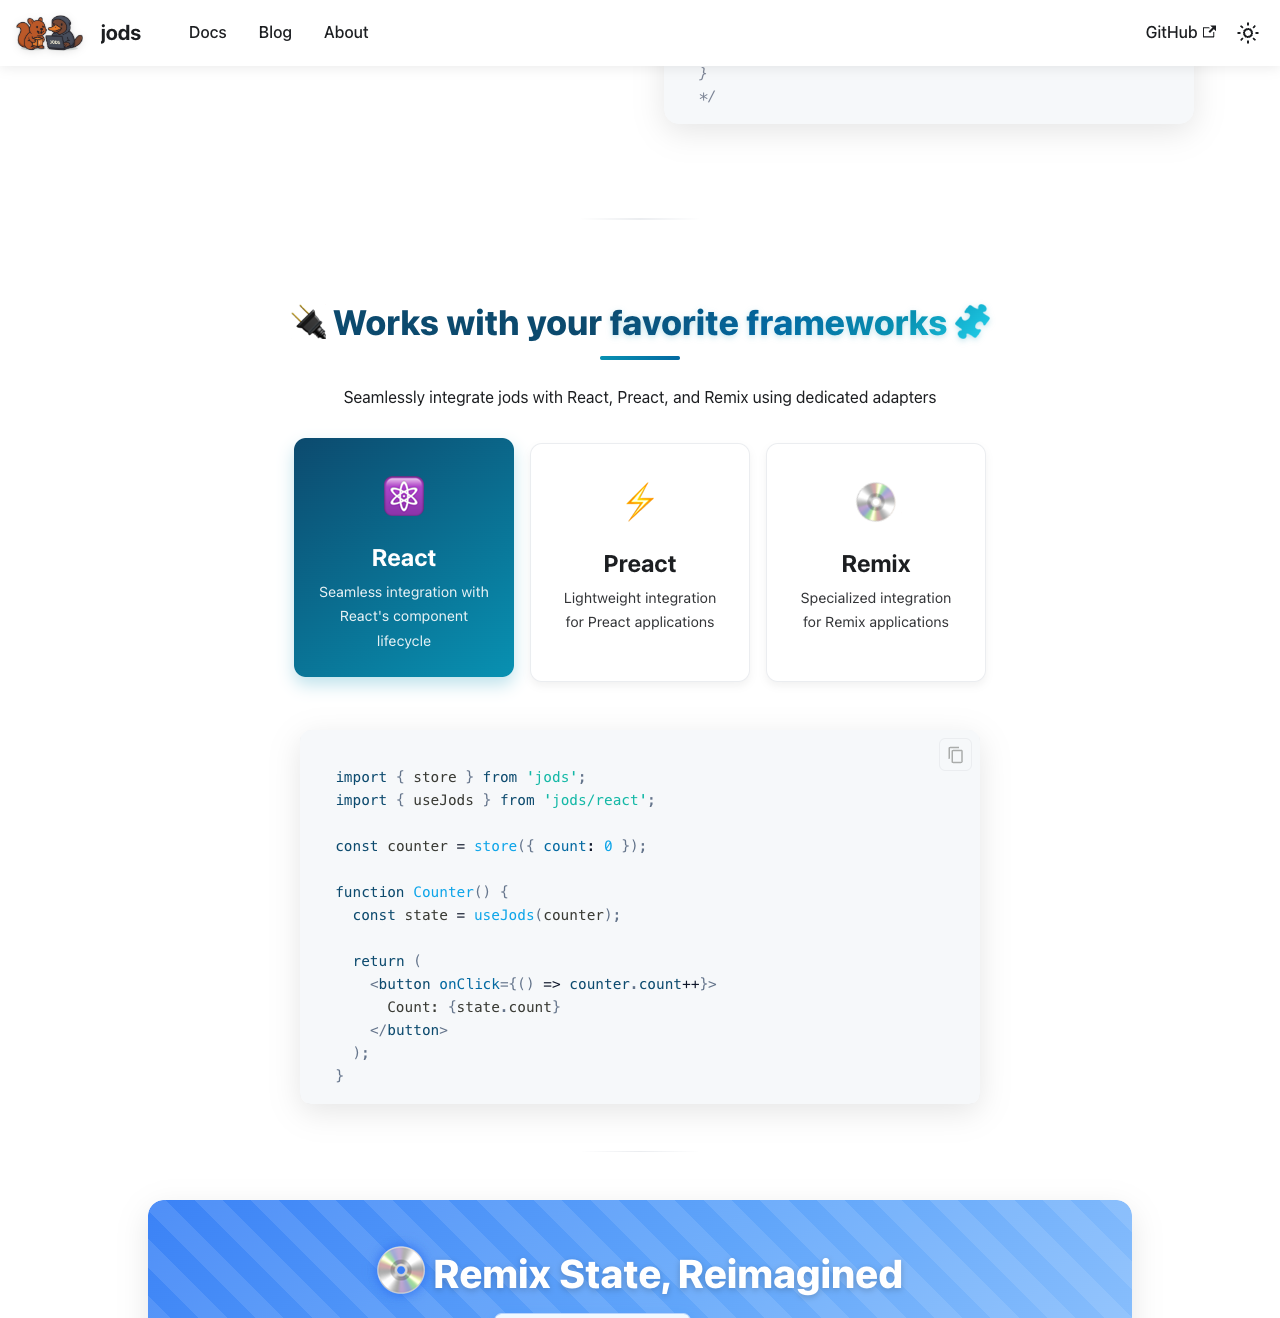 jods
Docs
Blog
About
GitHub
}
*/
Works with your favorite frameworks
Seamlessly integrate jods with React, Preact, and Remix using dedicated adapters
React
Seamless integration with
React's component
lifecycle
Preact
Lightweight integration
for Preact applications
Remix
Specialized integration
for Remix applications
import { store } from 'jods';
import { useJods } from 'jods/react';
const counter = store({ count: 0 });
function Counter() {
  const state = useJods(counter);
  return (
    <button onClick={() => counter.count++}>
      Count: {state.count}
    </button>
  );
}
Remix State, Reimagined